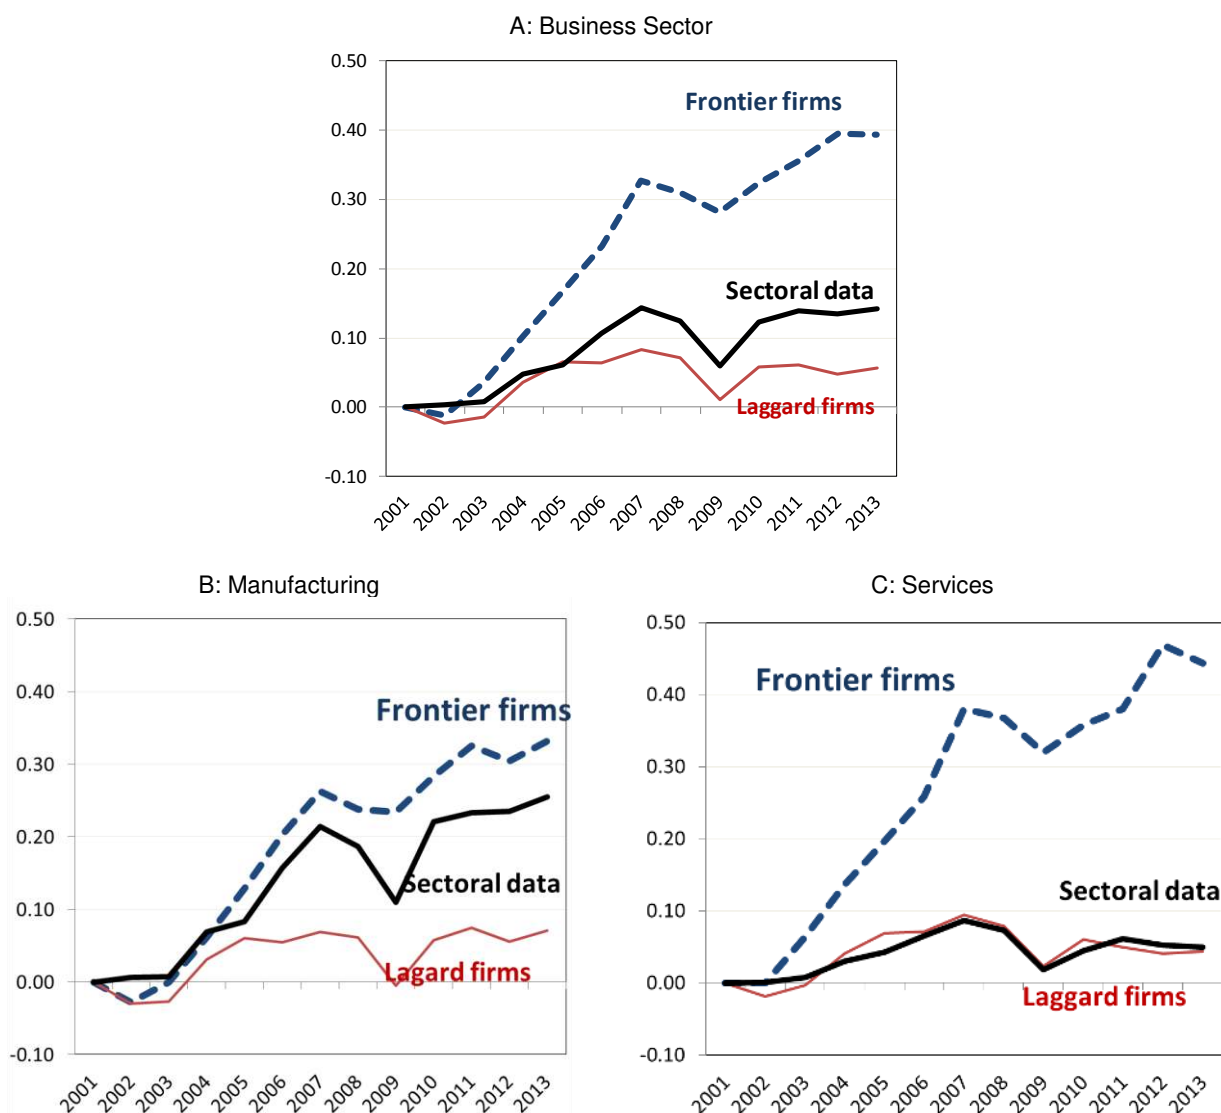 A: Business Sector
0.50
Frontier firms
0.40
0.30
Sectoral data
0.20
0.10
0.00
Laggard firms
-0.10
2001 2002 2003 2004 2005 2006 2007 2008 2009 2010 2011 2012 2013
B: Manufacturing
0.50
0.40
Frontier firms
0.30
0.20
Sectoral data
0.10
0.00
Lagard firms
-0.10
2001 2002 2003 2004 2005 2006 2007 2008 2009 2010 2011 2012 2013
C: Services
0.50
Frontier firms
0.40
0.30
0.20
Sectoral data
0.10
0.00
Laggard firms
-0.10
2001 2002 2003 2004 2005 2006 2007 2008 2009 2010 2011 2012 2013